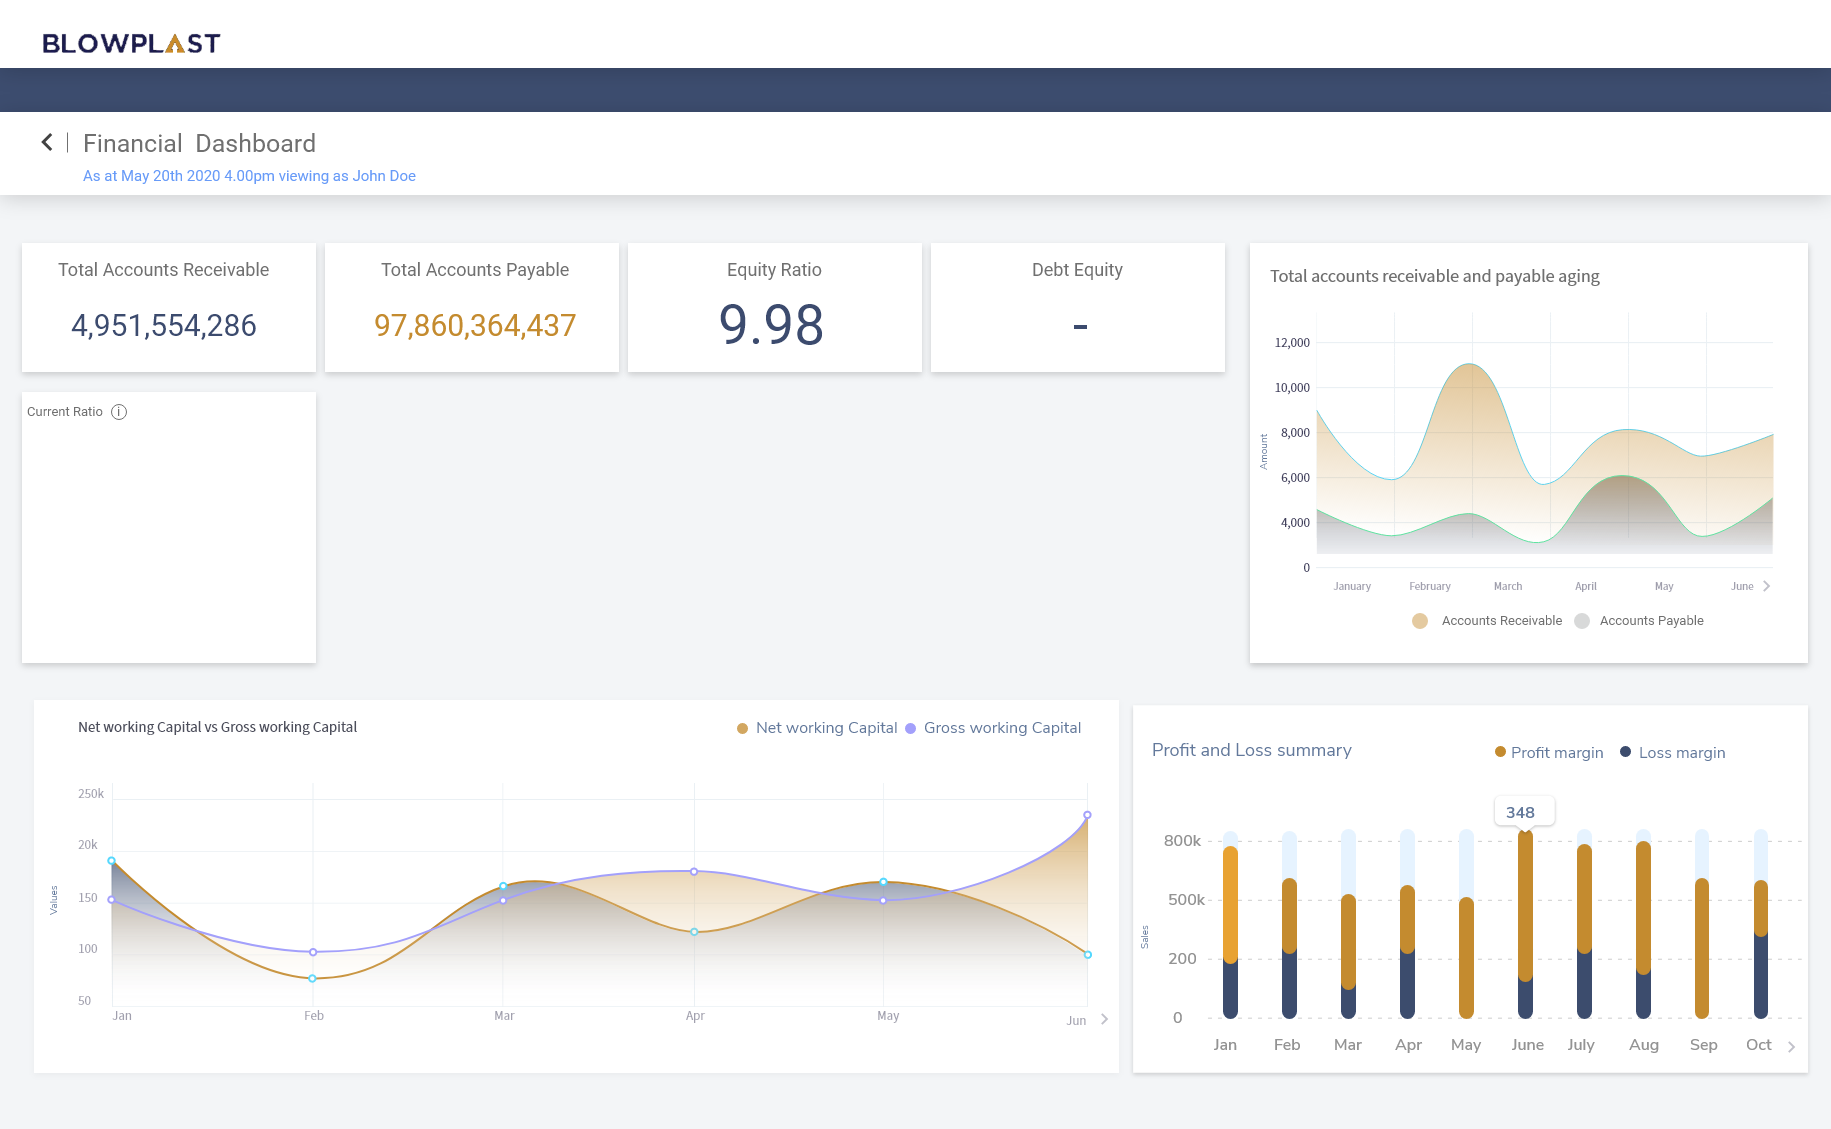 BLOWPLAST
Financial Dashboard
As at May 20th 2020 4.00pm viewing as John Doe
Total Accounts Receivable
4,951,554,286
Total Accounts Payable
97,860,364,437
Equity Ratio
9.98
Debt Equity
-
Total accounts receivable and payable aging
Amount
12,000
10,000
8,000
6,000
4,000
0
January February March April May June
Accounts Receivable Accounts Payable
Current Ratio
Net working Capital vs Gross working Capital
Net working Capital Gross working Capital
Values
250k
20k
150
100
50
Jan Feb Mar Apr May Jun
Profit and Loss summary
Profit margin Loss margin
348
Sales
800k
500k
200
0
Jan Feb Mar Apr May June July Aug Sep Oct